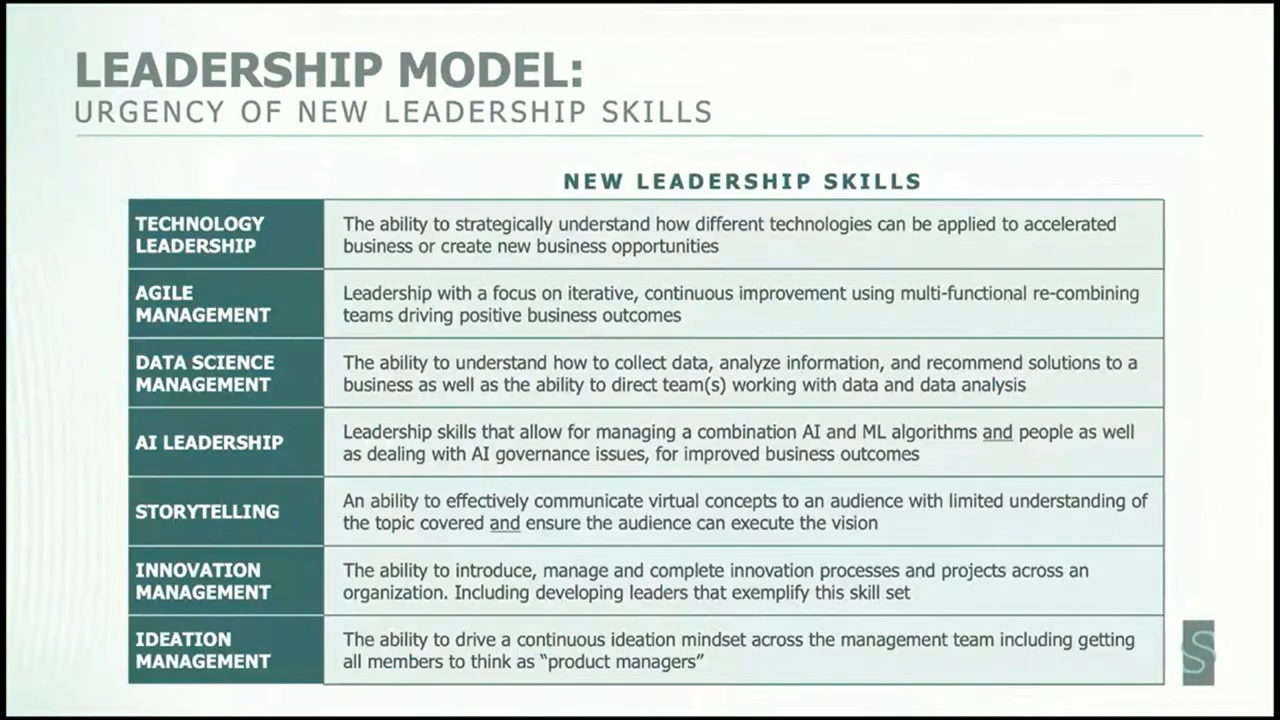 LEADERSHIP MODEL:
URGENCY OF NEW LEADERSHIP SKILLS
NEW LEADERSHIP SKILLS
TECHNOLOGY
LEADERSHIP
The ability to strategically understand how different technologies can be applied to accelerated
business or create new business opportunities
AGILE
MANAGEMENT
Leadership with a focus on iterative, continuous improvement using multi-functional re-combining
teams driving positive business outcomes
DATA SCIENCE
MANAGEMENT
The ability to understand how to collect data, analyze information, and recommend solutions to a
business as well as the ability to direct team(s) working with data and data analysis
AI LEADERSHIP
Leadership skills that allow for managing a combination AI and ML algorithms and people as well
as dealing with AI governance issues, for improved business outcomes
STORYTELLING
An ability to effectively communicate virtual concepts to an audience with limited understanding of
the topic covered and ensure the audience can execute the vision
INNOVATION
MANAGEMENT
The ability to introduce, manage and complete innovation processes and projects across an
organization. Including developing leaders that exemplify this skill set
IDEATION
MANAGEMENT
The ability to drive a continuous ideation mindset across the management team including getting
all members to think as “product managers”
S